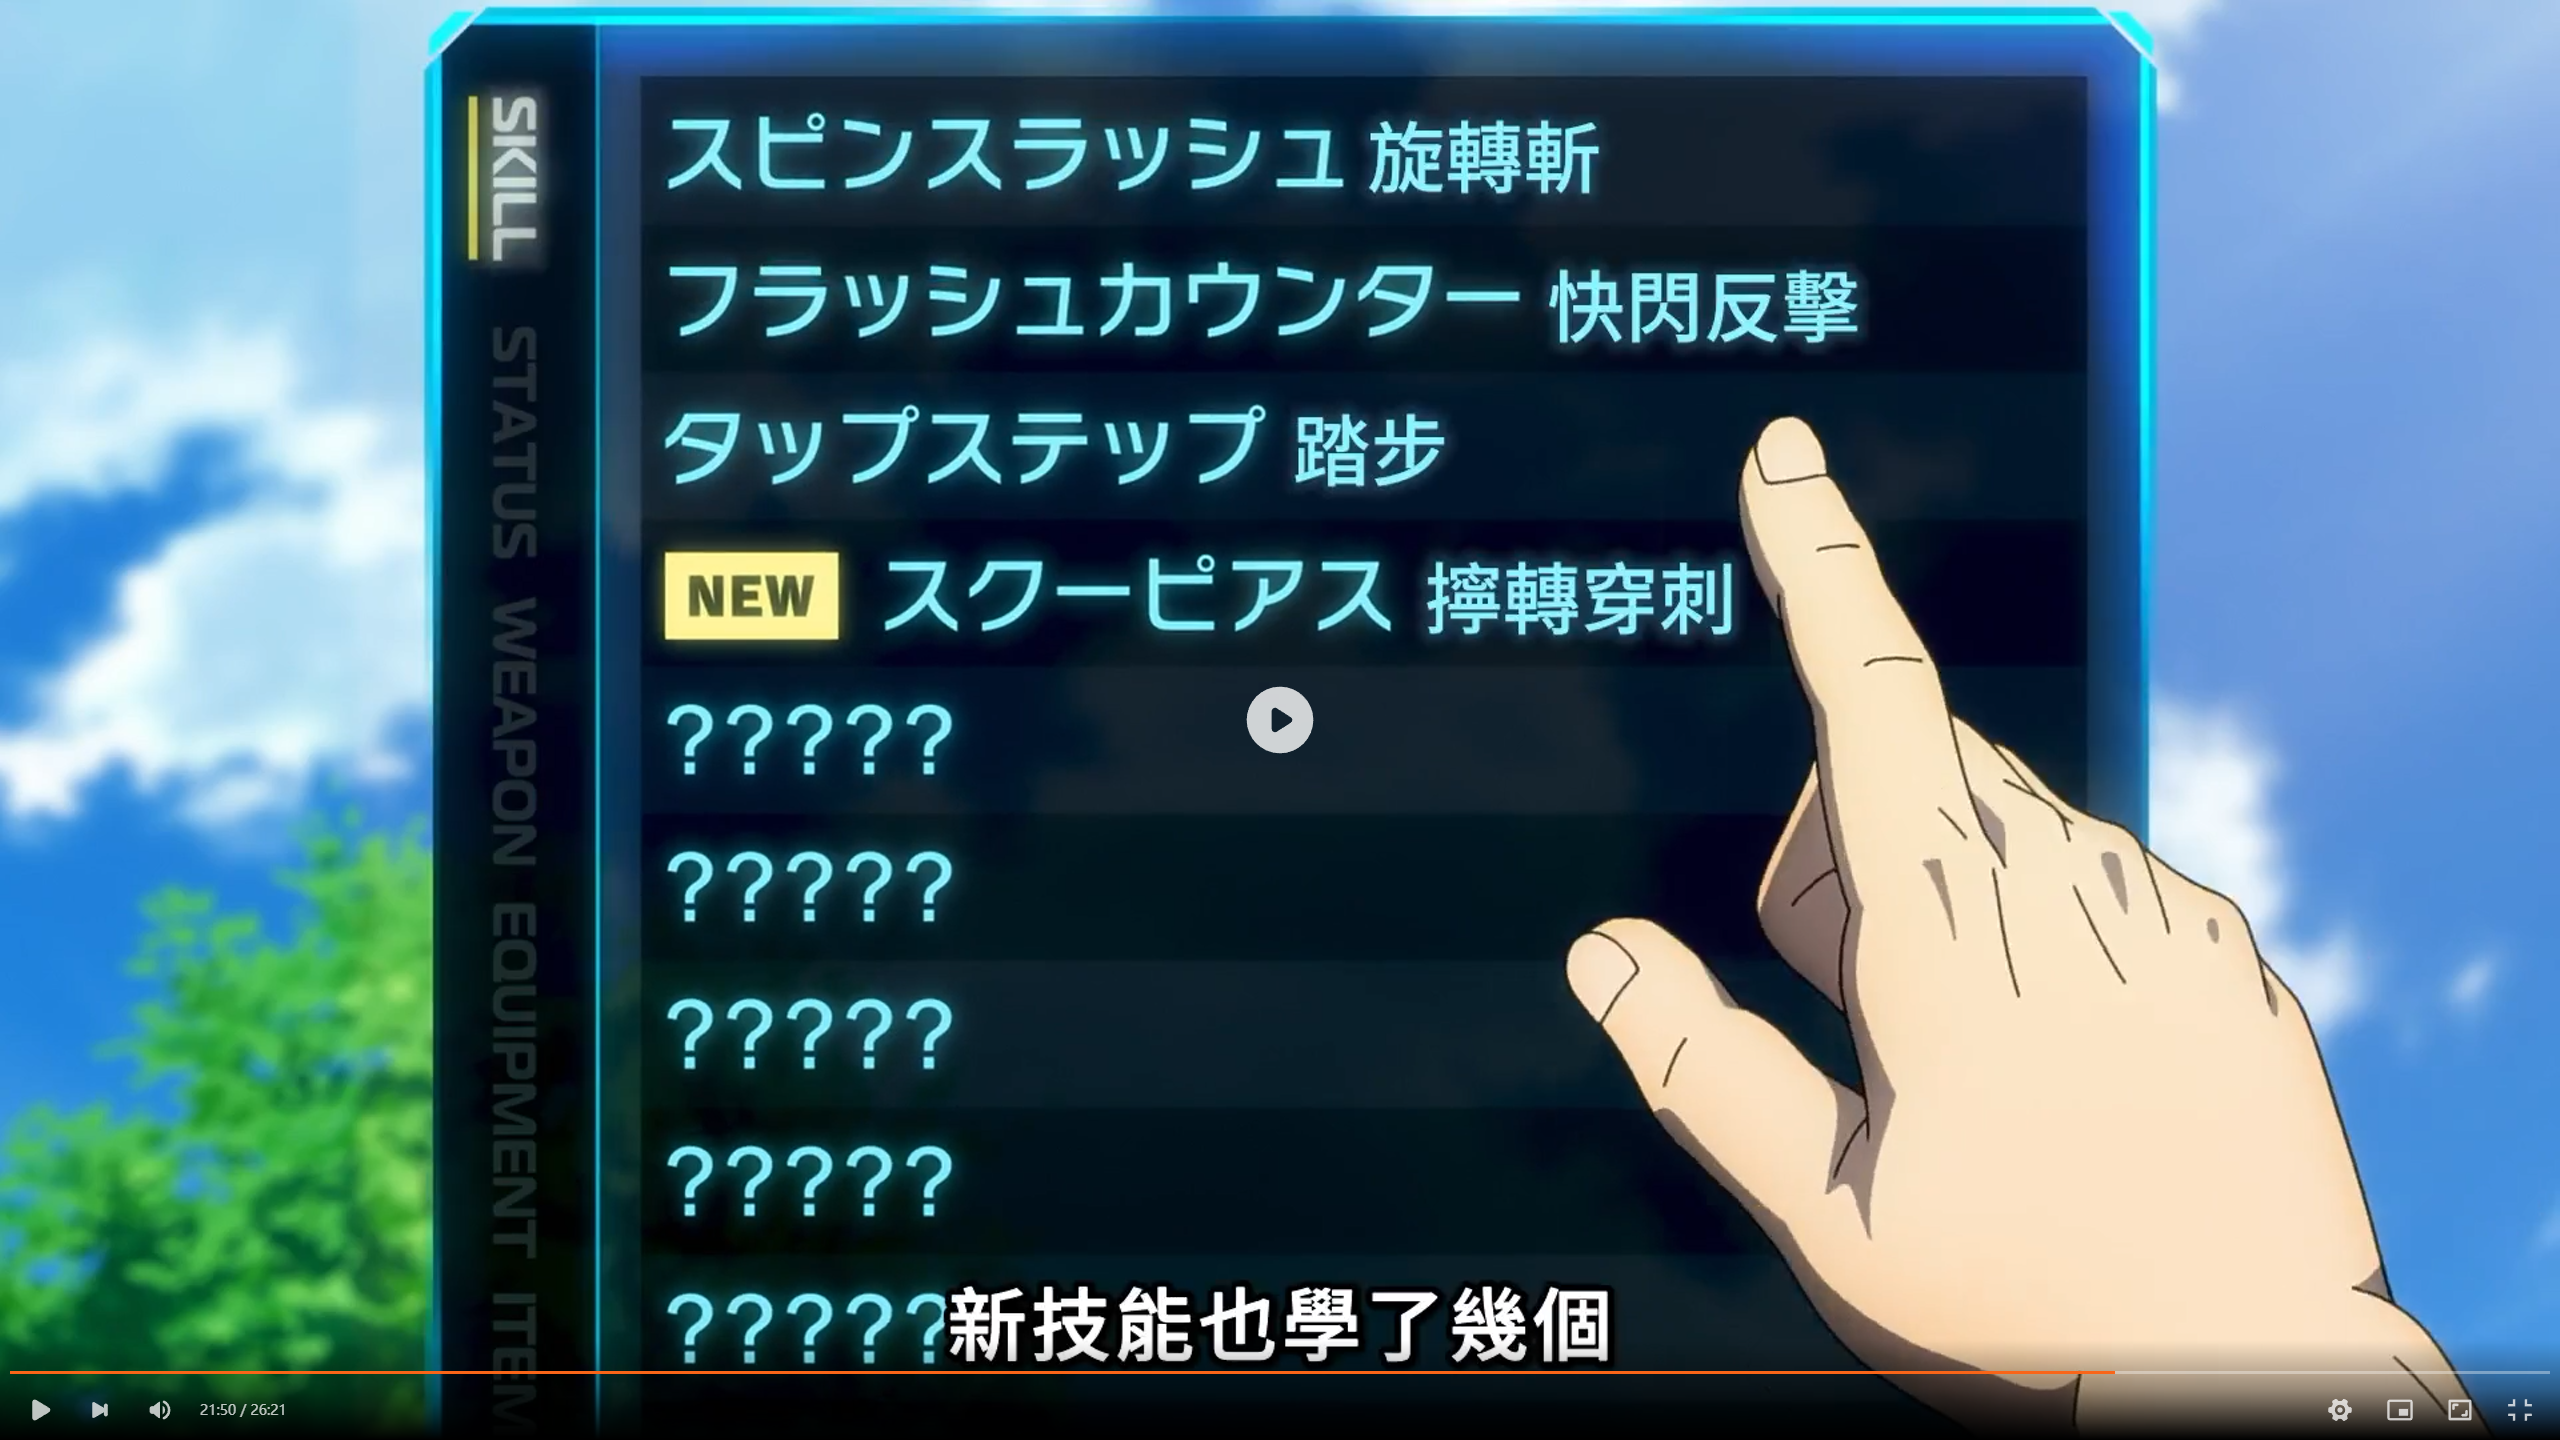 SKILL
STATUS
WEAPON
EQUIPMENT
ITEM
スピンスラッシュ 旋轉斬
フラッシュカウンター 快閃反擊
タップステップ 踏步
NEW スクーピアス 擰轉穿刺
?????
?????
?????
?????
?????
新技能也學了幾個
21:50 / 26:21